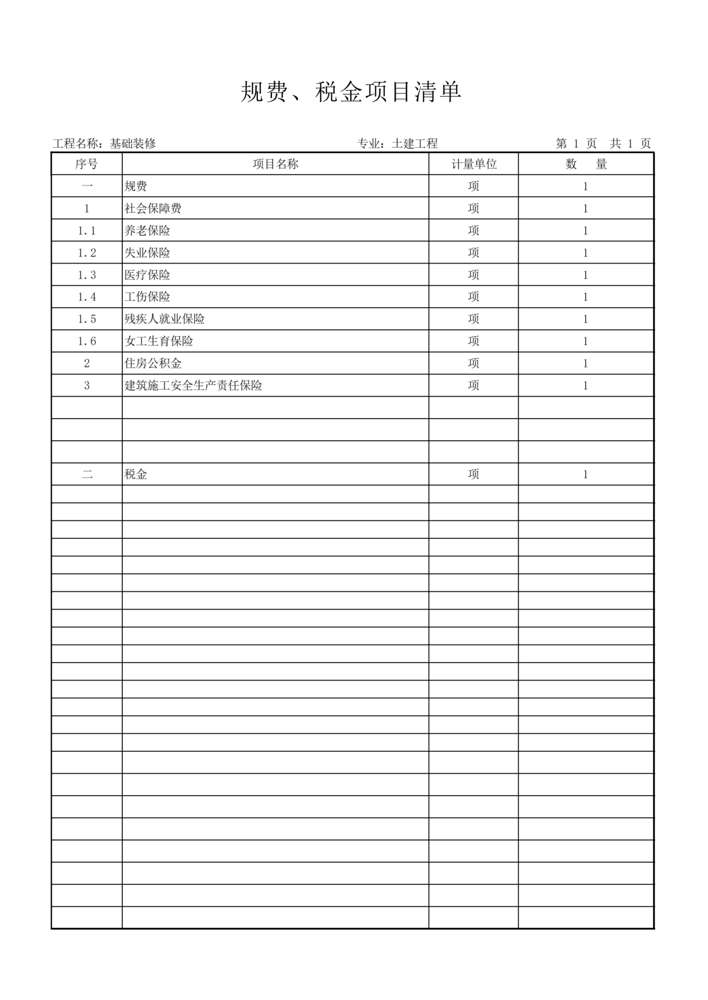 规费、税金项目清单
工程名称：基础装修 专业：土建工程 第 1 页 共 1 页
序号 项目名称 计量单位 数 量
一 规费 项 1
1 社会保障费 项 1
1.1 养老保险 项 1
1.2 失业保险 项 1
1.3 医疗保险 项 1
1.4 工伤保险 项 1
1.5 残疾人就业保险 项 1
1.6 女工生育保险 项 1
2 住房公积金 项 1
3 建筑施工安全生产责任保险 项 1
二 税金 项 1